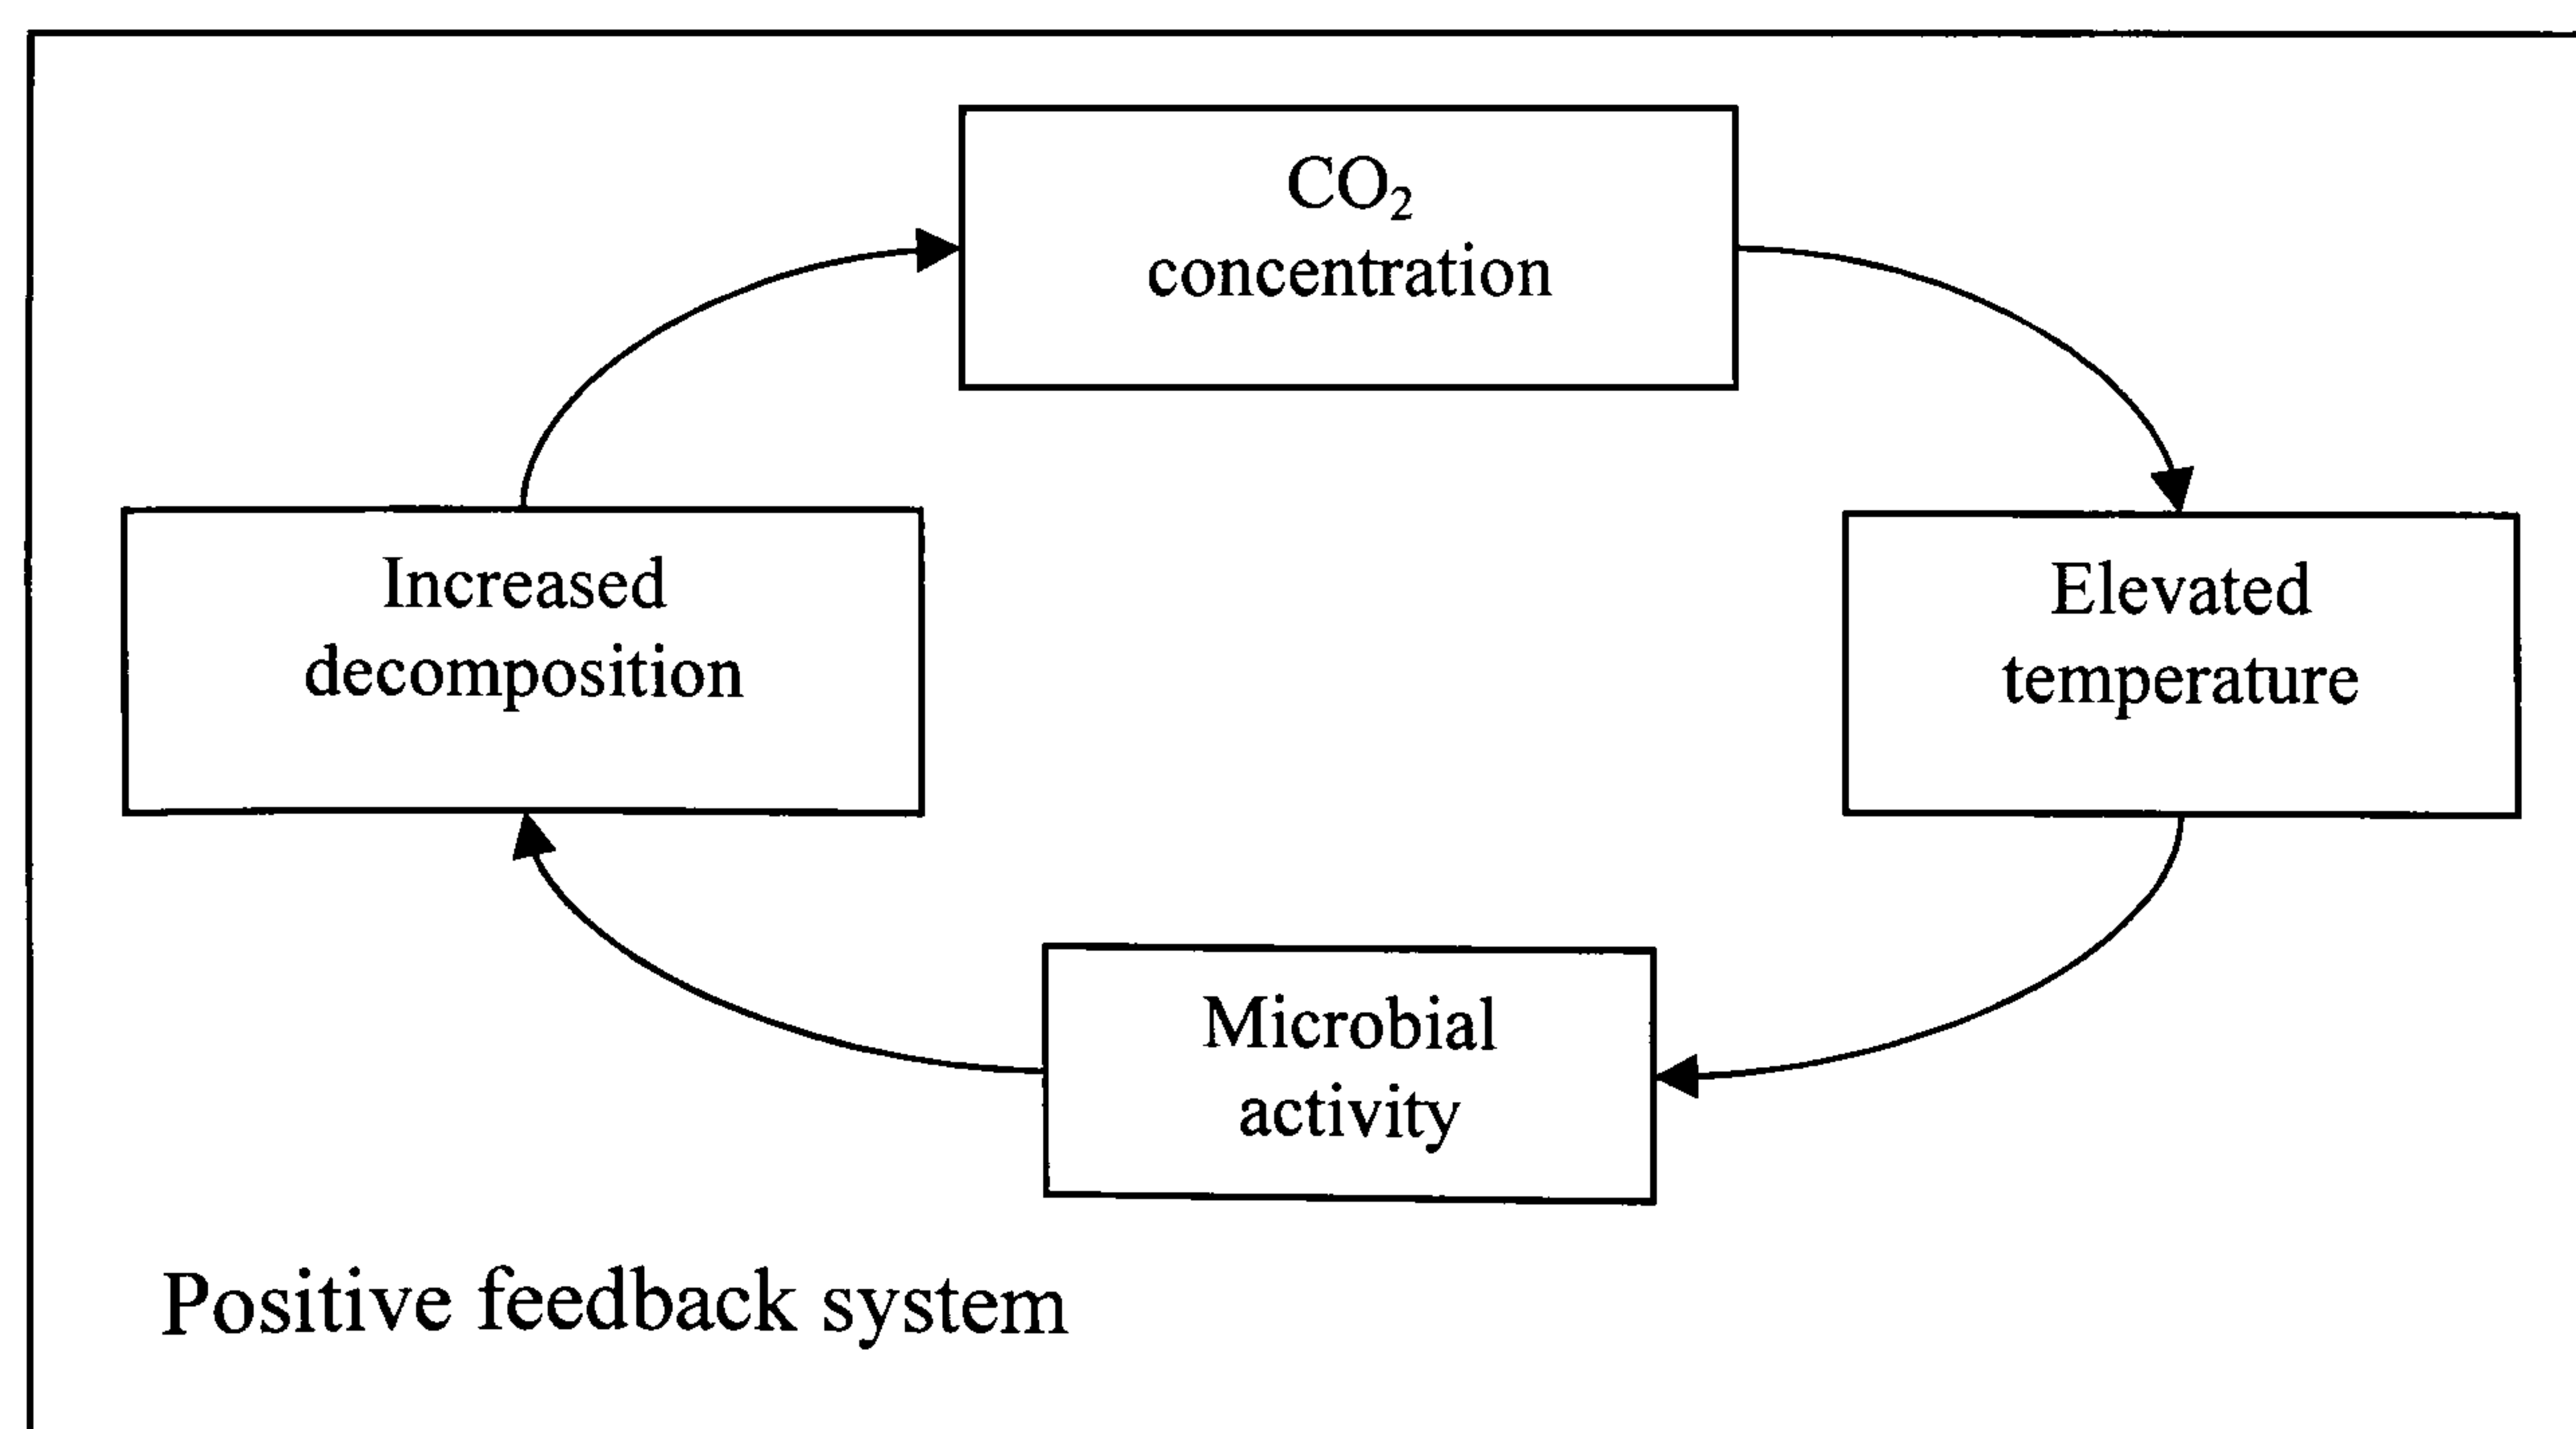 CO₂
concentration
Increased
decomposition
Elevated
temperature
Microbial
activity
Positive feedback system